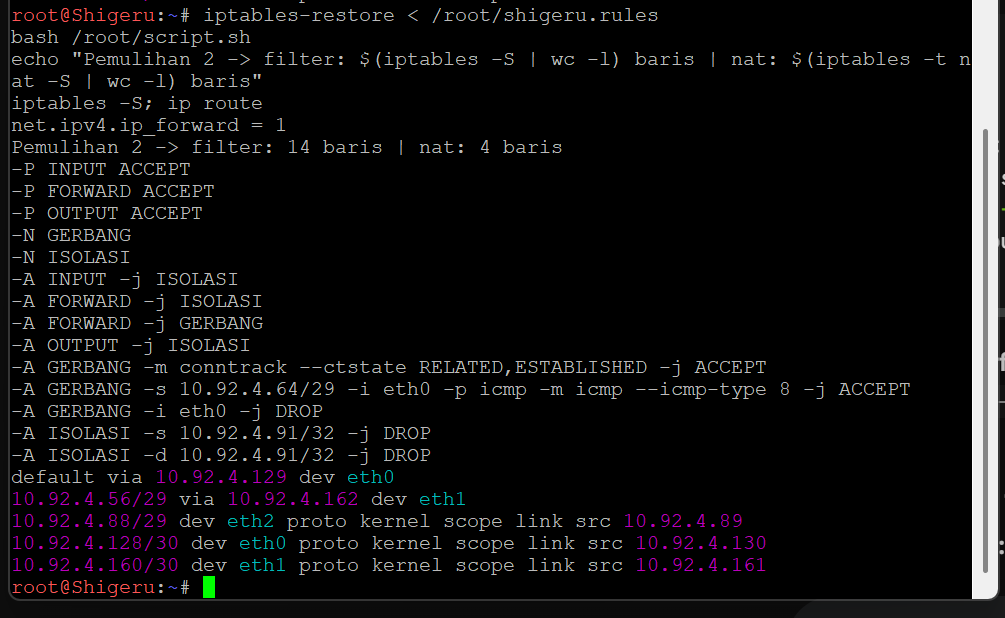 root@Shigeru:~# iptables-restore < /root/shigeru.rules
bash /root/script.sh
echo "Pemulihan 2 -> filter: $(iptables -S | wc -l) baris | nat: $(iptables -t n
at -S | wc -l) baris"
iptables -S; ip route
net.ipv4.ip_forward = 1
Pemulihan 2 -> filter: 14 baris | nat: 4 baris
-P INPUT ACCEPT
-P FORWARD ACCEPT
-P OUTPUT ACCEPT
-N GERBANG
-N ISOLASI
-A INPUT -j ISOLASI
-A FORWARD -j ISOLASI
-A FORWARD -j GERBANG
-A OUTPUT -j ISOLASI
-A GERBANG -m conntrack --ctstate RELATED,ESTABLISHED -j ACCEPT
-A GERBANG -s 10.92.4.64/29 -i eth0 -p icmp -m icmp --icmp-type 8 -j ACCEPT
-A GERBANG -i eth0 -j DROP
-A ISOLASI -s 10.92.4.91/32 -j DROP
-A ISOLASI -d 10.92.4.91/32 -j DROP
default via 10.92.4.129 dev eth0
10.92.4.56/29 via 10.92.4.162 dev eth1
10.92.4.88/29 dev eth2 proto kernel scope link src 10.92.4.89
10.92.4.128/30 dev eth0 proto kernel scope link src 10.92.4.130
10.92.4.160/30 dev eth1 proto kernel scope link src 10.92.4.161
root@Shigeru:~#